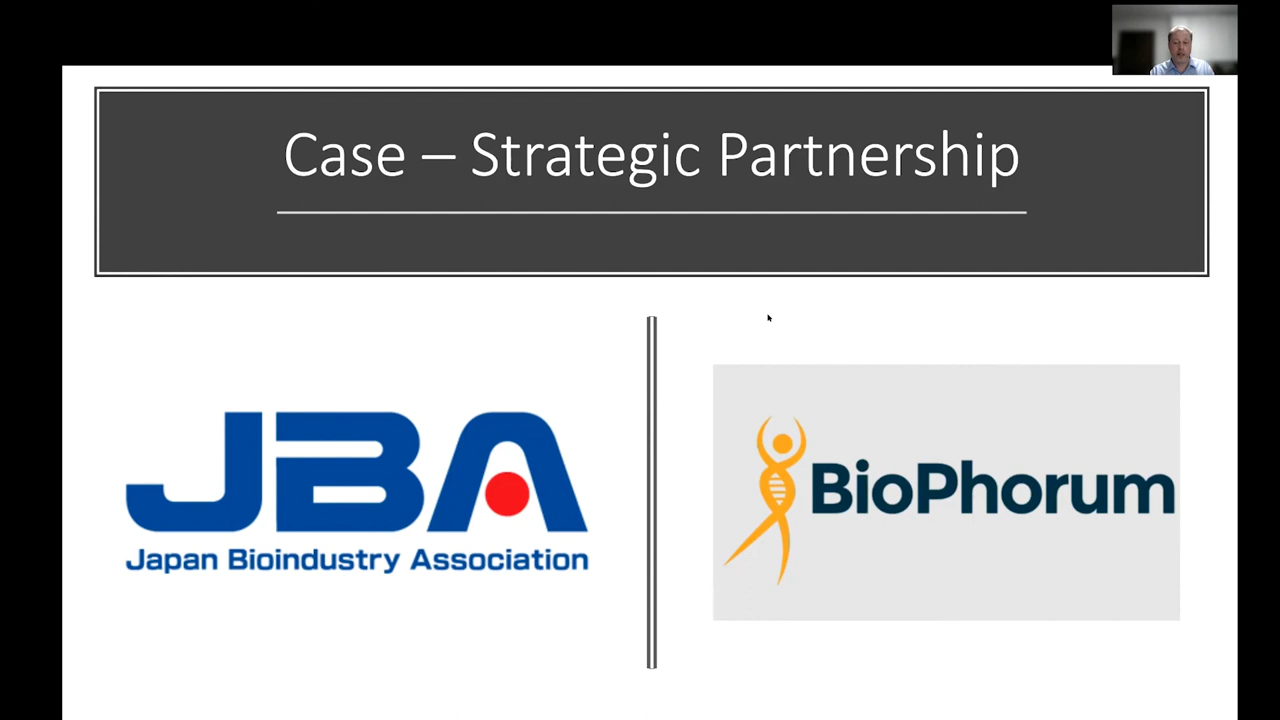 Case – Strategic Partnership
JBA
Japan Bioindustry Association
BioPhorum